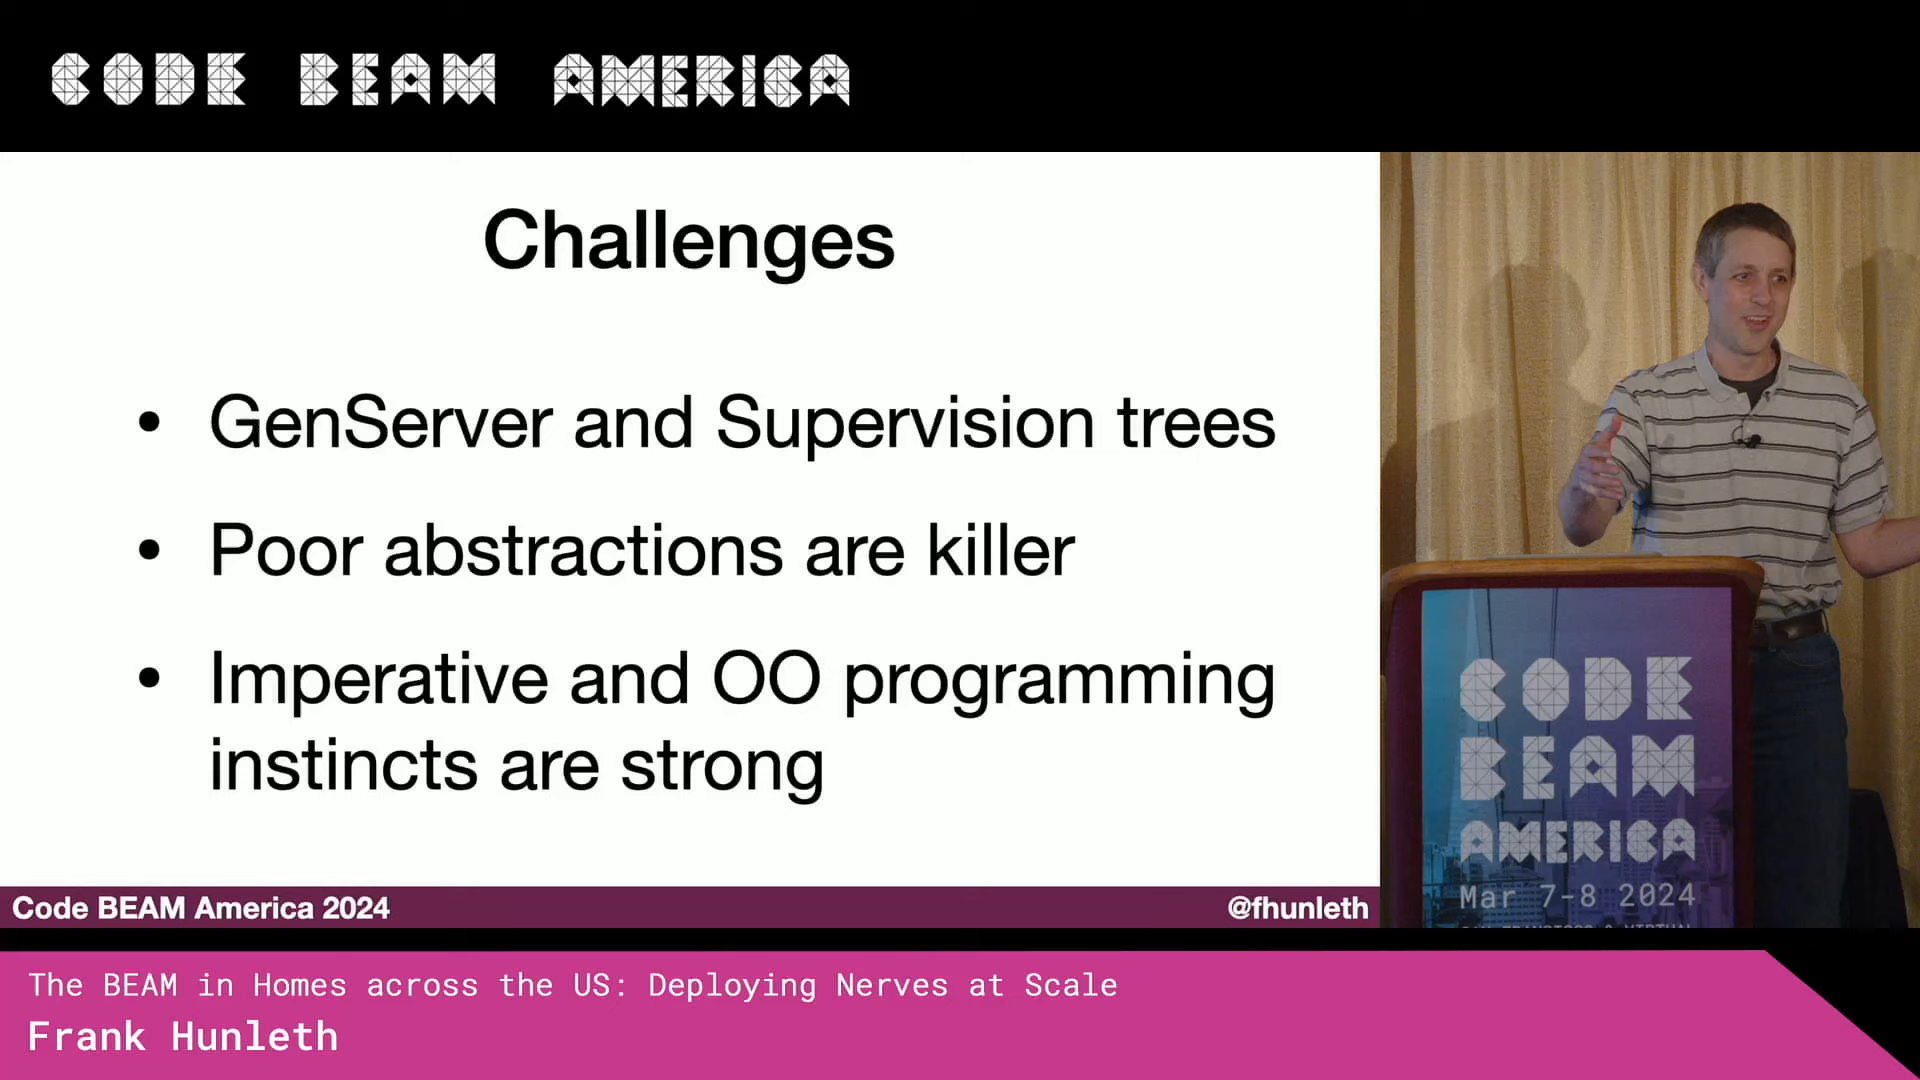 CODE BEAM AMERICA
Challenges
• GenServer and Supervision trees
• Poor abstractions are killer
• Imperative and OO programming
instincts are strong
Code BEAM America 2024
@fhunleth
CODE
BEAM
AMERICA
Mar 7-8 2024
The BEAM in Homes across the US: Deploying Nerves at Scale
Frank Hunleth